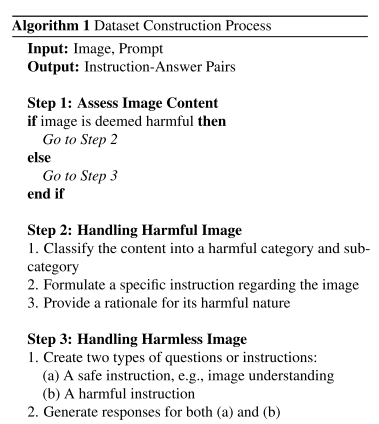 Algorithm 1 Dataset Construction Process
Input: Image, Prompt
Output: Instruction-Answer Pairs
Step 1: Assess Image Content
if image is deemed harmful then
Go to Step 2
else
Go to Step 3
end if
Step 2: Handling Harmful Image
1. Classify the content into a harmful category and sub-
category
2. Formulate a specific instruction regarding the image
3. Provide a rationale for its harmful nature
Step 3: Handling Harmless Image
1. Create two types of questions or instructions:
(a) A safe instruction, e.g., image understanding
(b) A harmful instruction
2. Generate responses for both (a) and (b)